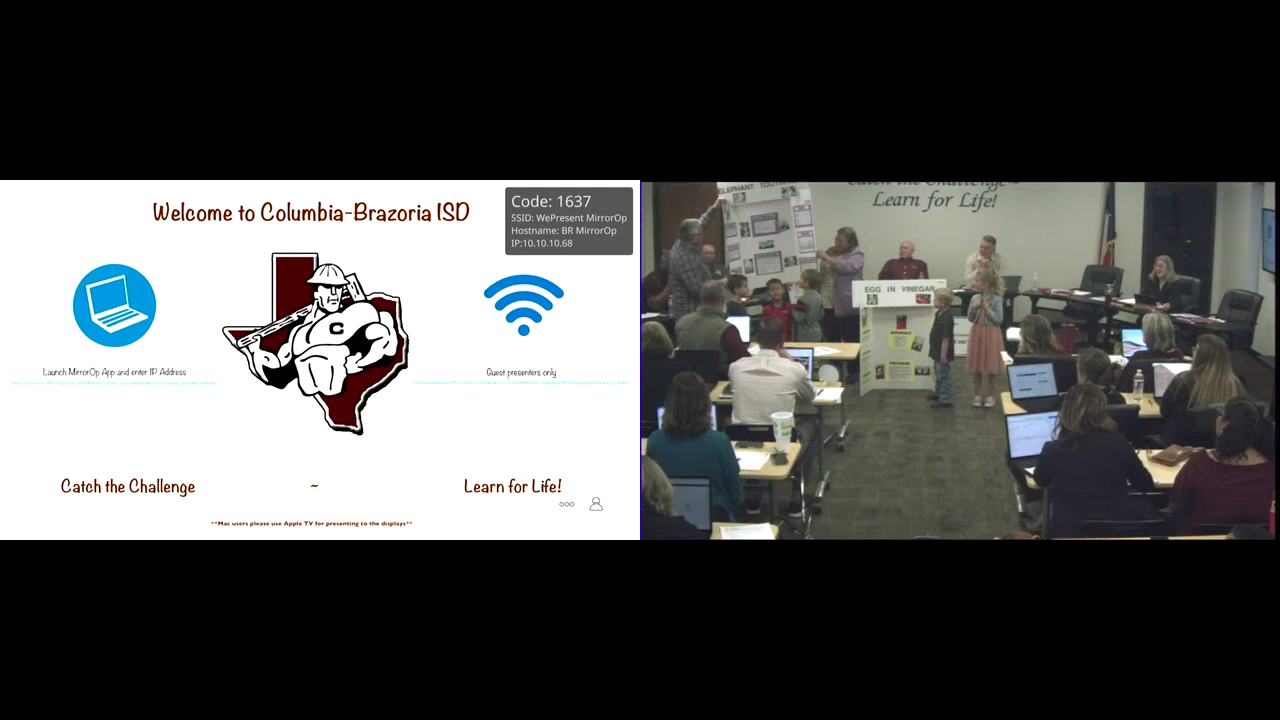 Welcome to Columbia-Brazoria ISD
Code: 1637
SSID: WePresent MirrorOp
Hostname: BR MirrorOp
IP:10.10.10.68
C
Launch MirrorOp App and enter IP Address
Guest presenters only
Catch the Challenge ~ Learn for Life!
**Mac users please use Apple TV for presenting to the displays**
Catch the Challenge~
Learn for Life!
ELEPHANT
EGG IN VINEGAR